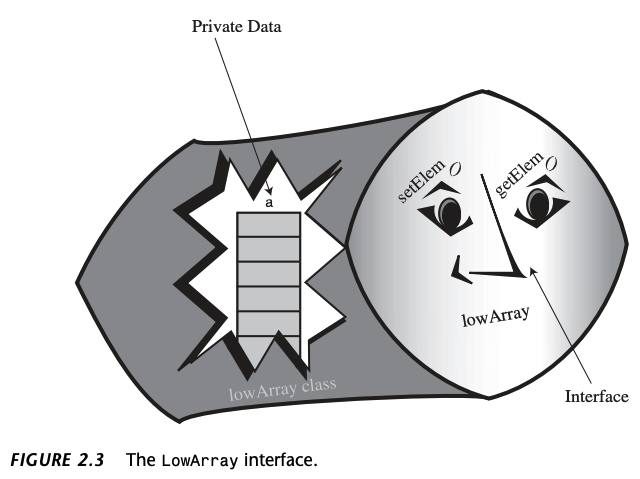 Private Data
a
setElem ()
getElem ()
lowArray
lowArray class
Interface
FIGURE 2.3 The LowArray interface.